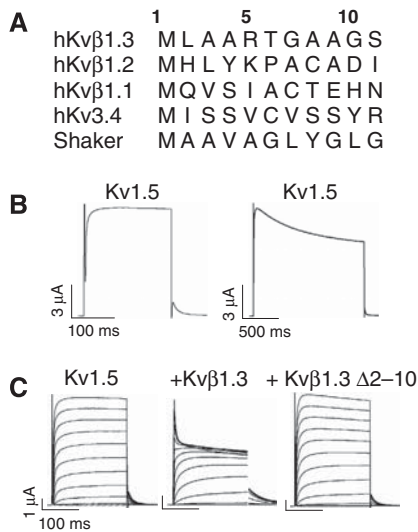 A
1 5 10
hKvβ1.3 M L A A R T G A A G S
hKvβ1.2 M H L Y K P A C A D I
hKvβ1.1 M Q V S I A C T E H N
hKv3.4 M I S S V C V S S Y R
Shaker M A A V A G L Y G L G
B
Kv1.5 Kv1.5
3 μA 3 μA
100 ms 500 ms
C
Kv1.5 +Kvβ1.3 + Kvβ1.3 Δ2–10
1 μA
100 ms